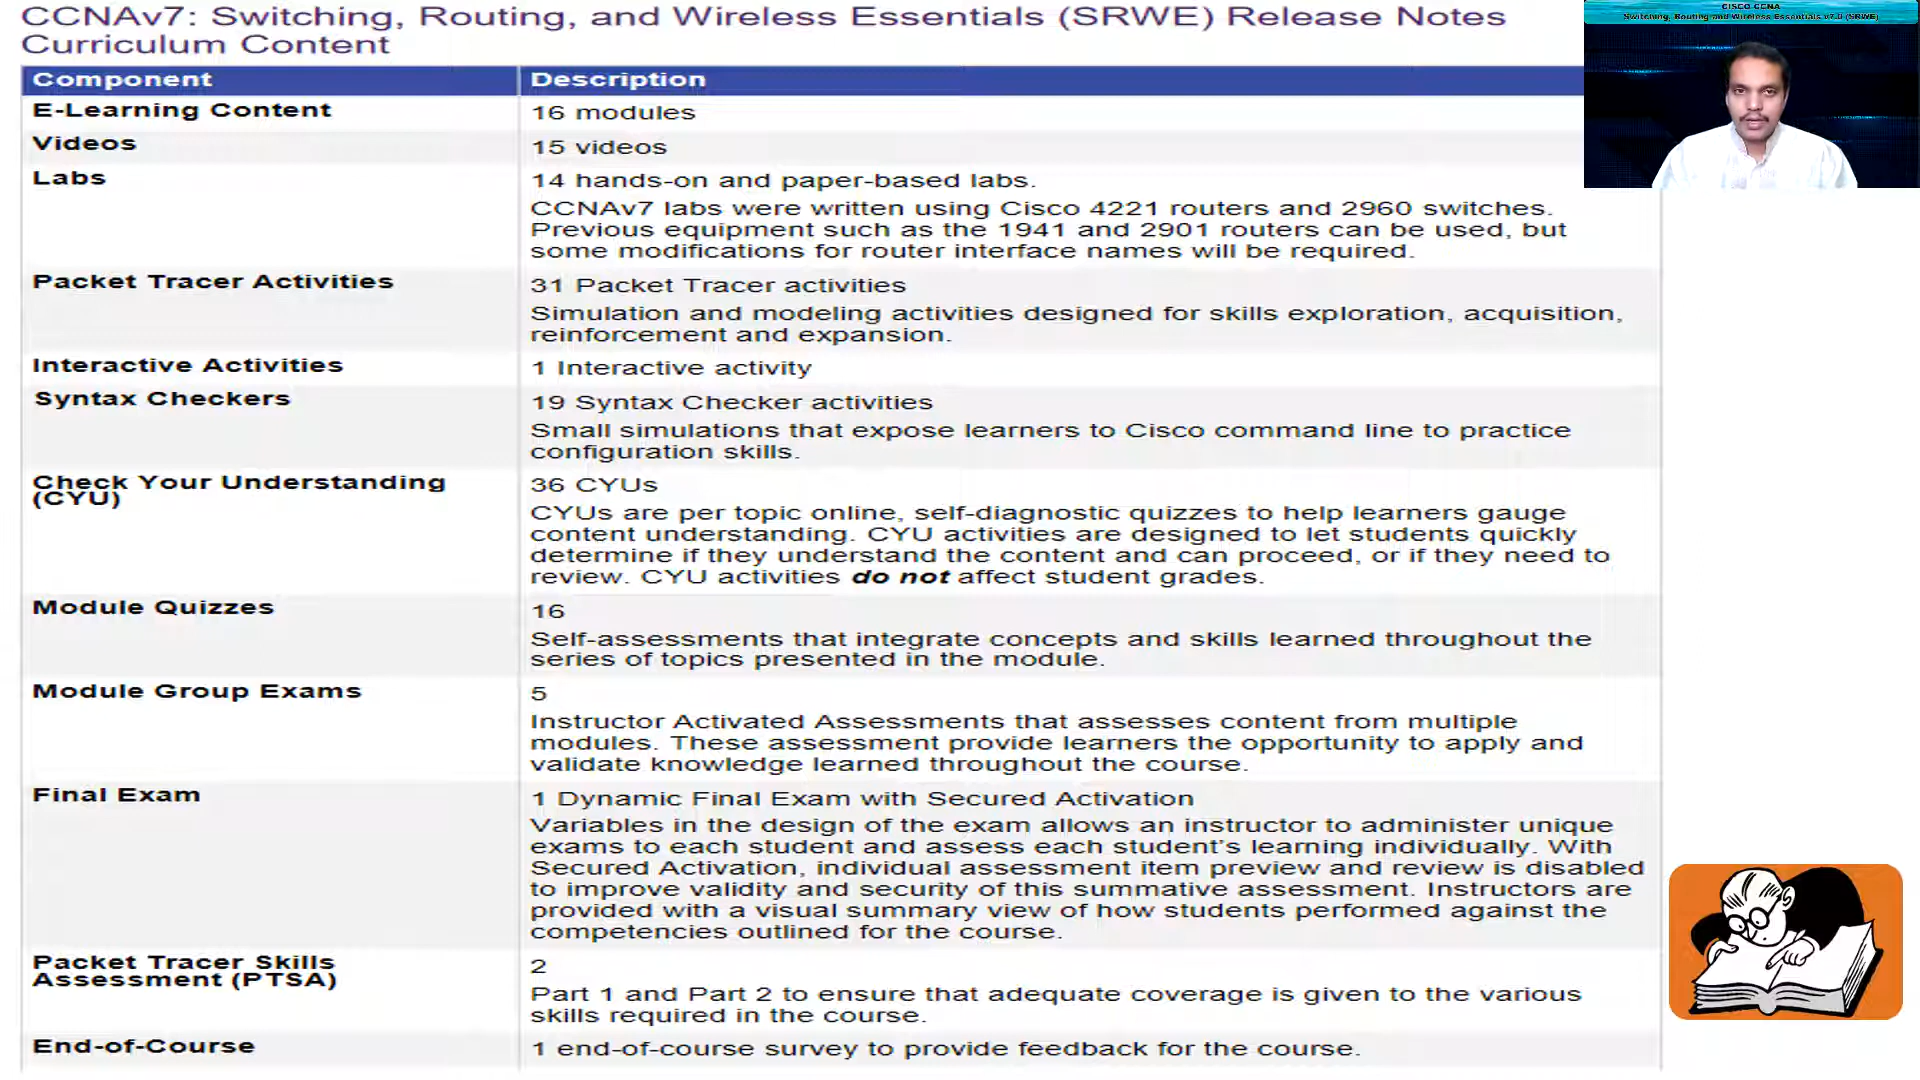 CCNAv7: Switching, Routing, and Wireless Essentials (SRWE) Release Notes
Curriculum Content
CISCO CCNA
Switching, Routing and Wireless Essentials v7.0 (SRWE)
Component
Description
E-Learning Content
16 modules
Videos
15 videos
Labs
14 hands-on and paper-based labs.
CCNAv7 labs were written using Cisco 4221 routers and 2960 switches.
Previous equipment such as the 1941 and 2901 routers can be used, but
some modifications for router interface names will be required.
Packet Tracer Activities
31 Packet Tracer activities
Simulation and modeling activities designed for skills exploration, acquisition,
reinforcement and expansion.
Interactive Activities
1 Interactive activity
Syntax Checkers
19 Syntax Checker activities
Small simulations that expose learners to Cisco command line to practice
configuration skills.
Check Your Understanding
(CYU)
36 CYUs
CYUs are per topic online, self-diagnostic quizzes to help learners gauge
content understanding. CYU activities are designed to let students quickly
determine if they understand the content and can proceed, or if they need to
review. CYU activities do not affect student grades.
Module Quizzes
16
Self-assessments that integrate concepts and skills learned throughout the
series of topics presented in the module.
Module Group Exams
5
Instructor Activated Assessments that assesses content from multiple
modules. These assessment provide learners the opportunity to apply and
validate knowledge learned throughout the course.
Final Exam
1 Dynamic Final Exam with Secured Activation
Variables in the design of the exam allows an instructor to administer unique
exams to each student and assess each student's learning individually. With
Secured Activation, individual assessment item preview and review is disabled
to improve validity and security of this summative assessment. Instructors are
provided with a visual summary view of how students performed against the
competencies outlined for the course.
Packet Tracer Skills
Assessment (PTSA)
2
Part 1 and Part 2 to ensure that adequate coverage is given to the various
skills required in the course.
End-of-Course
1 end-of-course survey to provide feedback for the course.